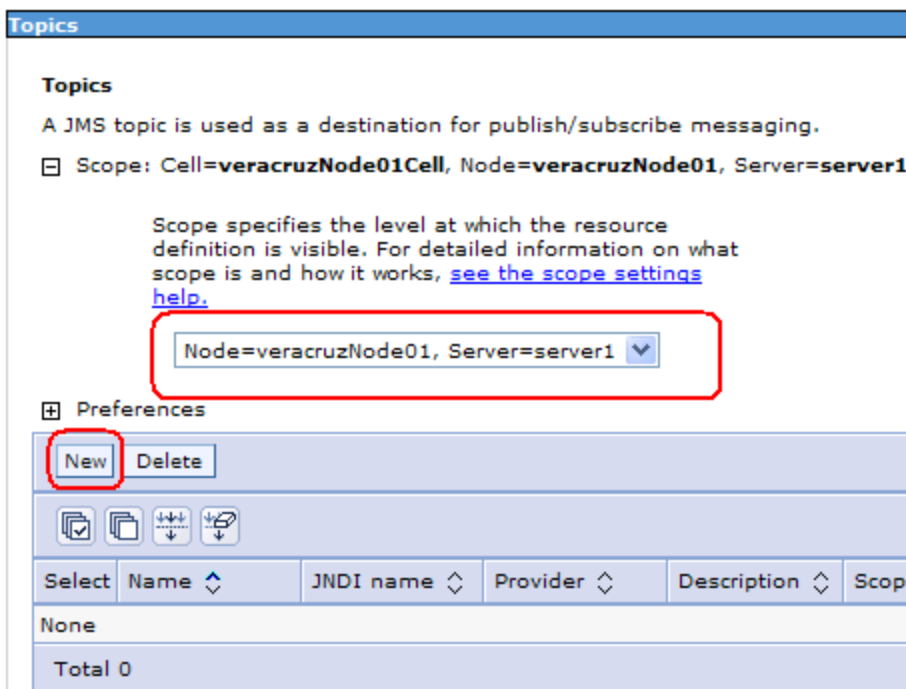 Topics
Topics
A JMS topic is used as a destination for publish/subscribe messaging.
Scope: Cell=veracruzNode01Cell, Node=veracruzNode01, Server=server1
Scope specifies the level at which the resource
definition is visible. For detailed information on what
scope is and how it works, see the scope settings
help.
Node=veracruzNode01, Server=server1
Preferences
New Delete
Select Name JNDI name Provider Description Scop
None
Total 0